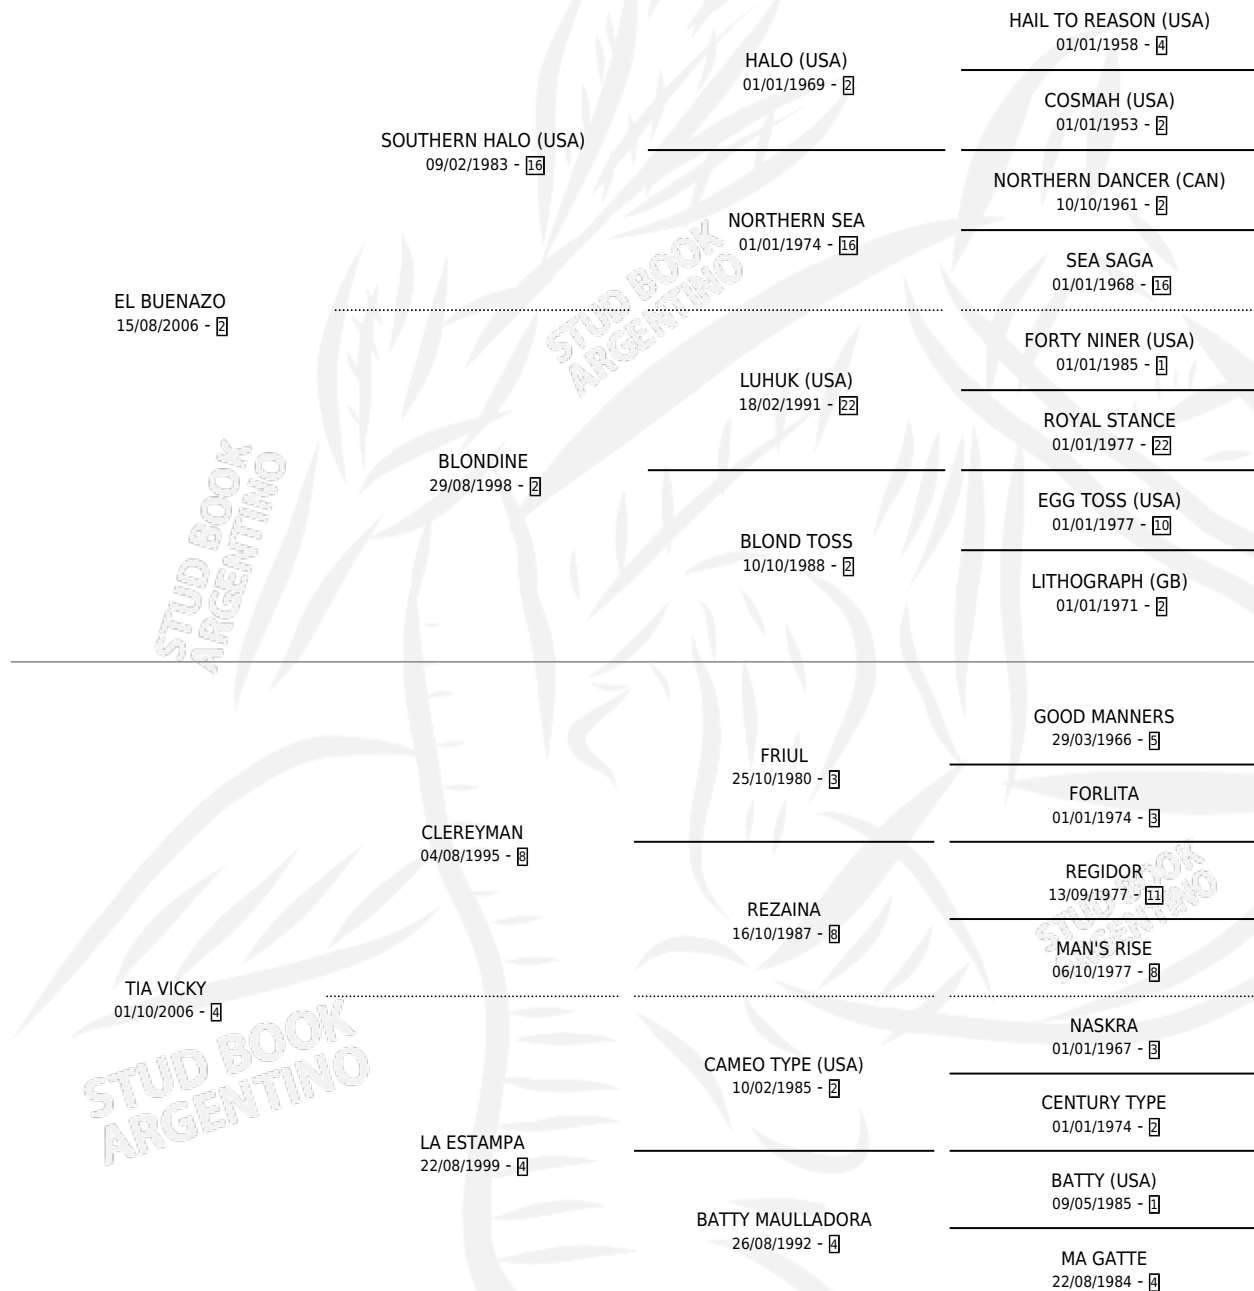 HAIL TO REASON (USA)
01/01/1958 - 4
HALO (USA)
01/01/1969 - 2
COSMAH (USA)
01/01/1953 - 2
SOUTHERN HALO (USA)
09/02/1983 - 16
NORTHERN DANCER (CAN)
10/10/1961 - 2
NORTHERN SEA
01/01/1974 - 16
SEA SAGA
01/01/1968 - 16
STUD BOOK
ARGENTINO
EL BUENAZO
15/08/2006 - 2
FORTY NINER (USA)
01/01/1985 - 1
LUHUK (USA)
18/02/1991 - 22
ROYAL STANCE
01/01/1977 - 22
BLONDINE
29/08/1998 - 2
EGG TOSS (USA)
01/01/1977 - 10
BLOND TOSS
10/10/1988 - 2
LITHOGRAPH (GB)
01/01/1971 - 2
STUD BOOK
ARGENTINO
GOOD MANNERS
29/03/1966 - 5
FRIUL
25/10/1980 - 3
FORLITA
01/01/1974 - 3
CLEREYMAN
04/08/1995 - 8
REGIDOR
13/09/1977 - 11
REZAINA
16/10/1987 - 8
MAN'S RISE
06/10/1977 - 8
STUD BOOK
ARGENTINO
TIA VICKY
01/10/2006 - 4
NASKRA
01/01/1967 - 3
CAMEO TYPE (USA)
10/02/1985 - 2
CENTURY TYPE
01/01/1974 - 2
STUD BOOK
ARGENTINO
LA ESTAMPA
22/08/1999 - 4
BATTY (USA)
09/05/1985 - 1
BATTY MAULLADORA
26/08/1992 - 4
MA GATTE
22/08/1984 - 4